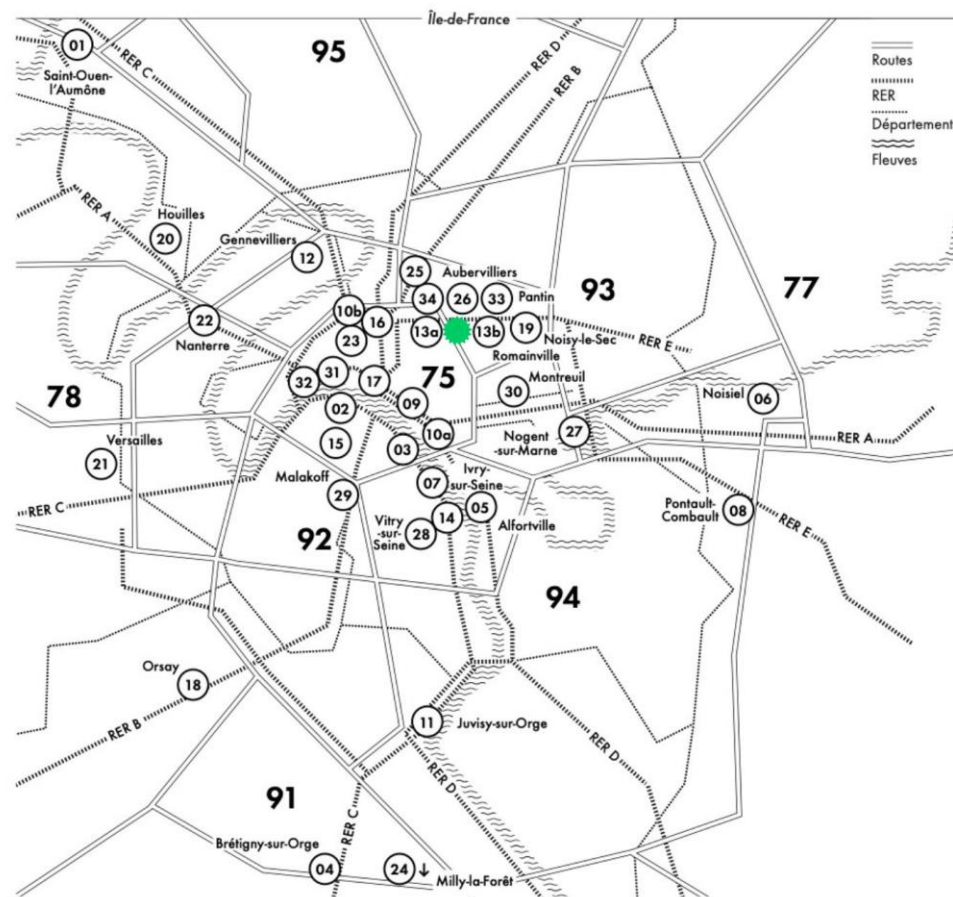 Île-de-France
95
01
Saint-Ouen-
l'Aumône
RER C
RER D
RER B
Routes
RER
Département
Fleuves
RER A
Houilles
20
Gennevilliers
12
25
Aubervilliers
93
77
34
26
33
Pantin
10b
16
13a
13b
19
22
Nanterre
23
Noisy-le-Sec
RER E
Romainville
31
32
17
75
30
Montreuil
78
02
09
Noisiel
06
Versailles
15
03
10a
Nogent
-sur-Marne
27
RER A
21
Malakoff
07
Ivry-
sur-Seine
RER C
29
14
05
Pontault-
Combault
08
RER E
92
Vitry
-sur-
Seine
28
Alfortville
94
Orsay
18
RER B
11
Juvisy-sur-Orge
RER D
91
RER C
RER D
Brétigny-sur-Orge
04
24
↓
Milly-la-Forêt